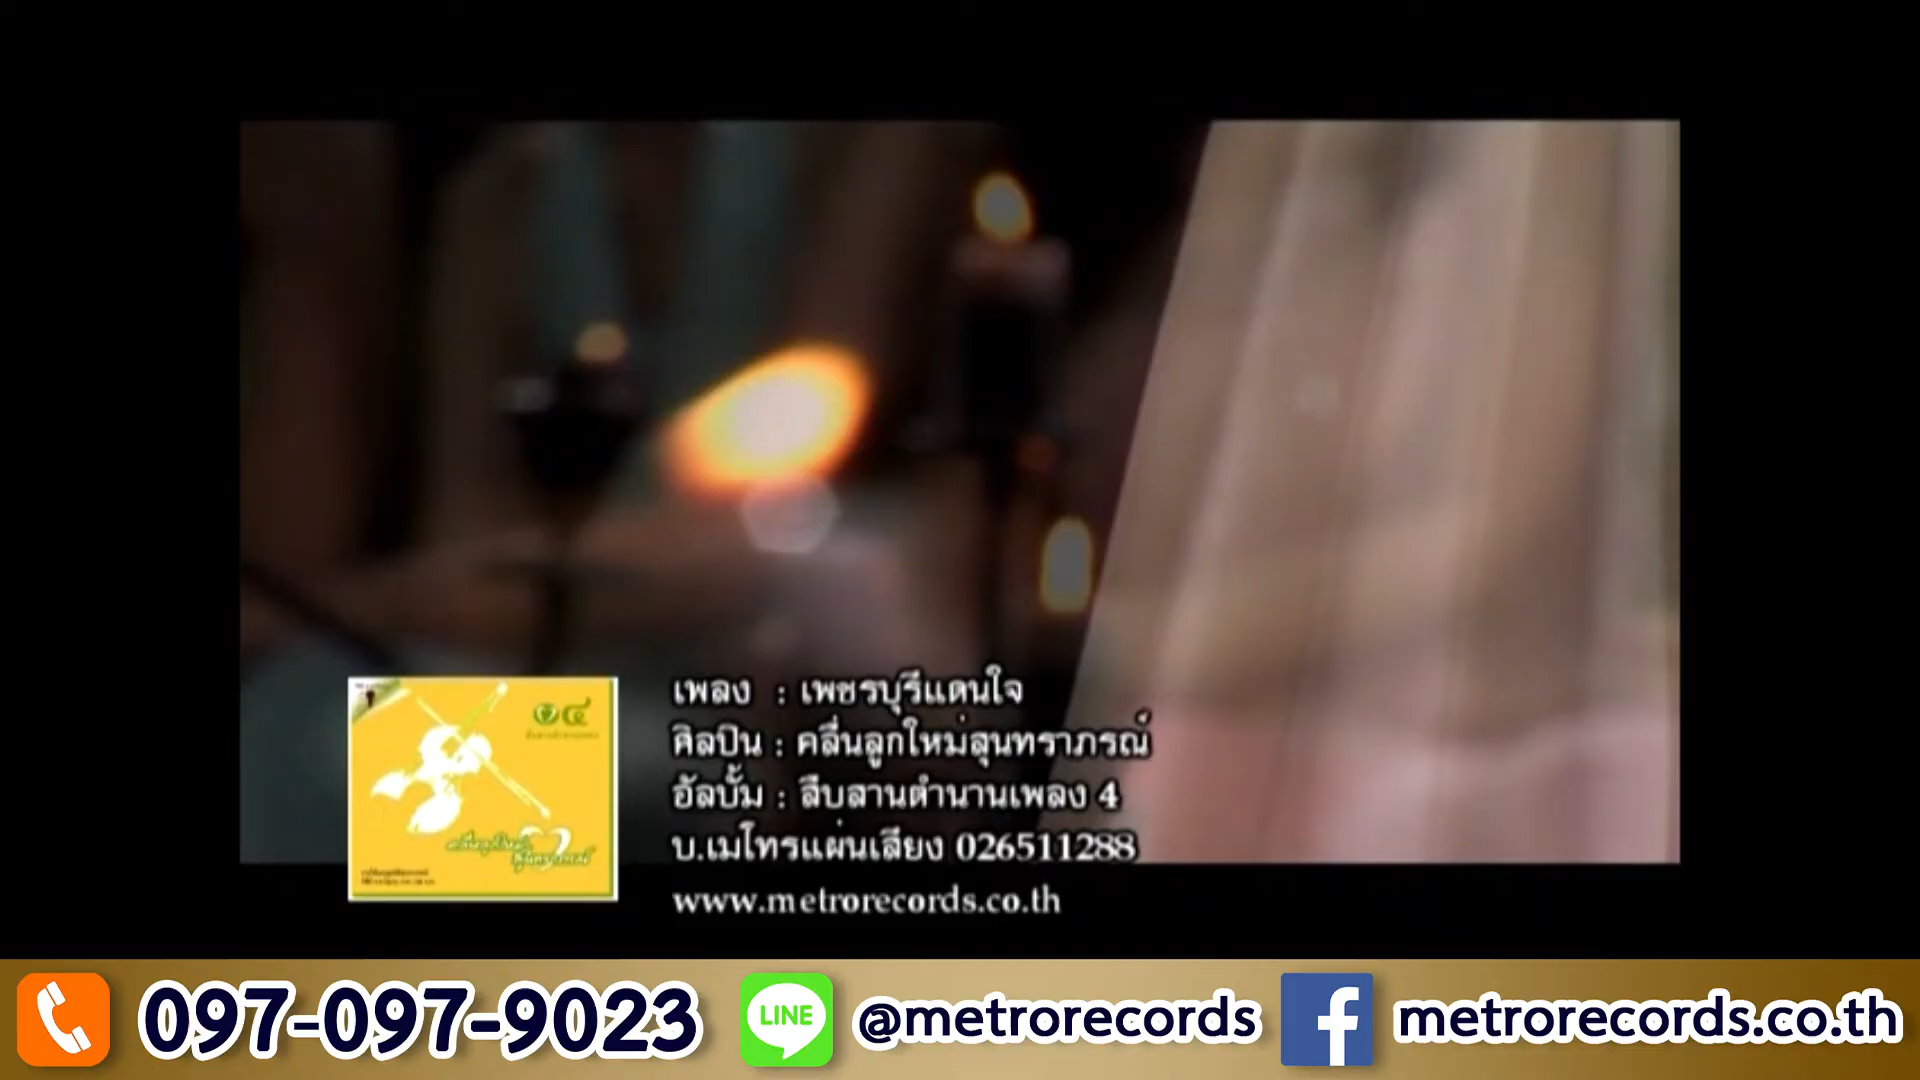 ๔
เพลง : เพชรบุรีแดนใจ
ศิลปิน : คลื่นลูกใหม่สุนทราภรณ์
อัลบั้ม : สืบสานตำนานเพลง 4
บ.เมโทรแผ่นเสียง 026511288
www.metrorecords.co.th
097-097-9023
LINE
@metrorecords
f
metrorecords.co.th